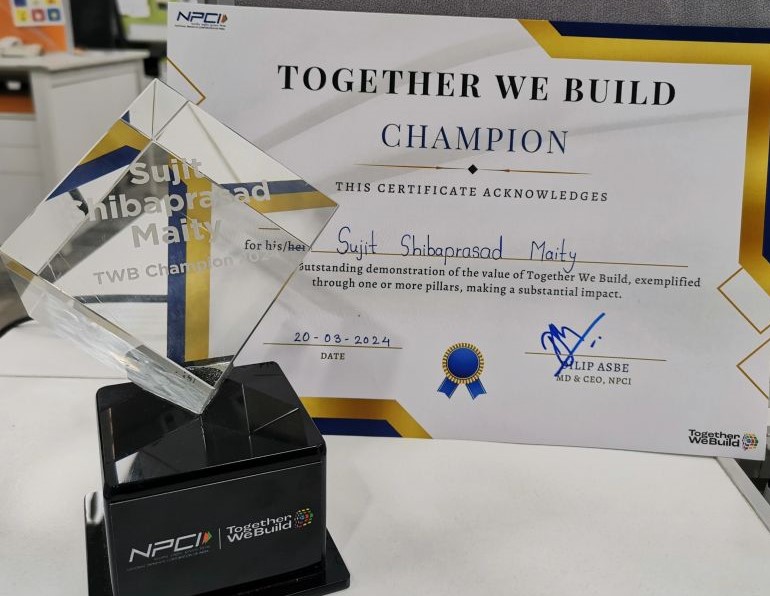 NPCI
TOGETHER WE BUILD
CHAMPION
THIS CERTIFICATE ACKNOWLEDGES
Sujit Shibaprasad Maity
for his/her
outstanding demonstration of the value of Together We Build, exemplified
through one or more pillars, making a substantial impact.
20-03-2024
DATE
DILIP ASBE
MD & CEO, NPCI
Together
WeBuild
Sujit
Shibaprasad
Maity
TWB Champion
NPCI
Together
WeBuild